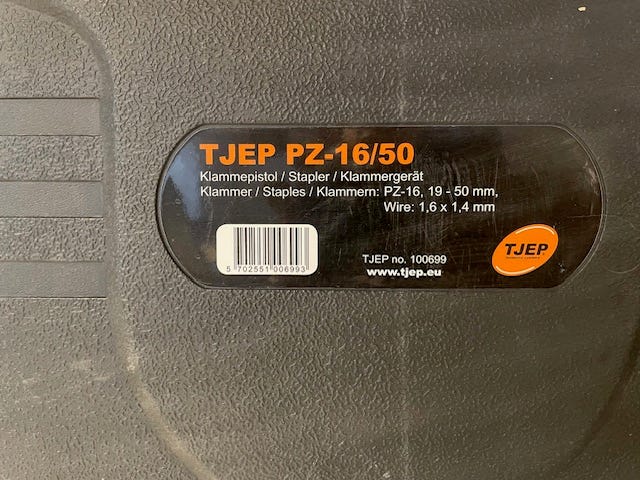 TJEP PZ-16/50
Klammepistol / Stapler / Klammergerät
Klammer / Staples / Klammern: PZ-16, 19 - 50 mm,
Wire: 1,6 x 1,4 mm
TJEP no. 100699
www.tjep.eu
5 702551 006993
TJEP